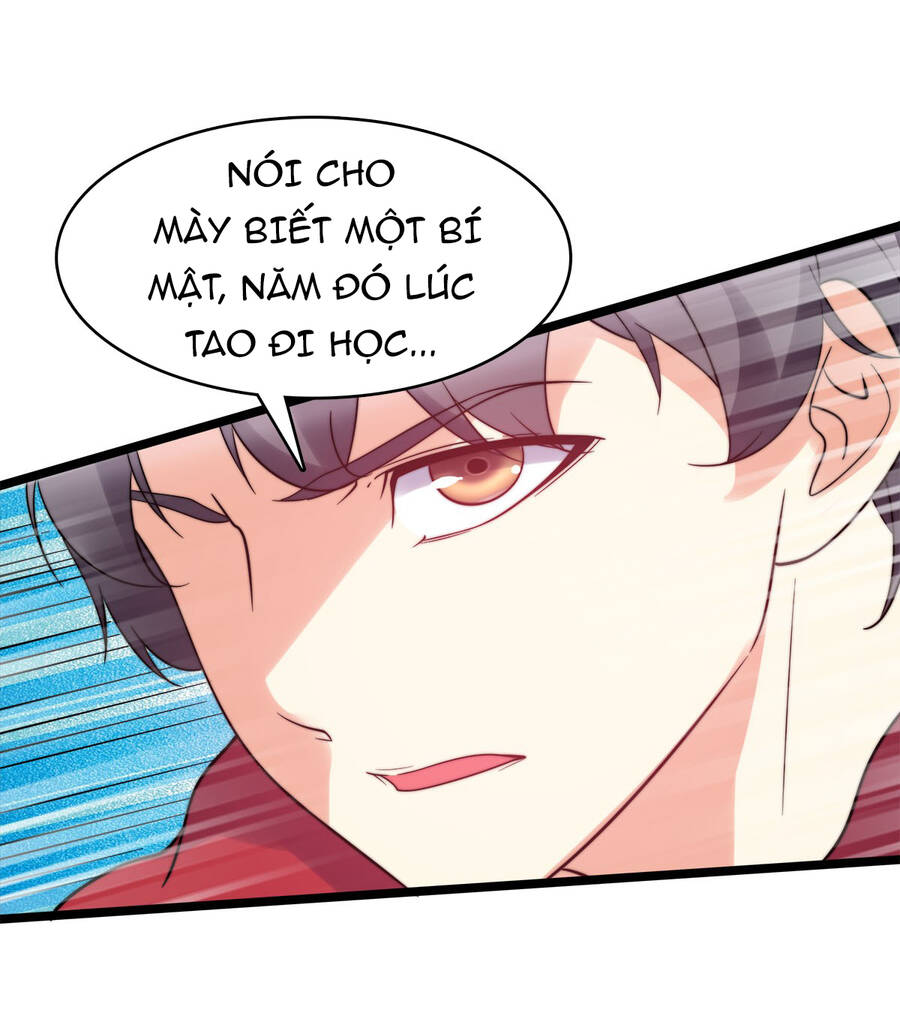 NÓI CHO
MÀY BIẾT MỘT BÍ
MẬT, NĂM ĐÓ LÚC
TAO ĐI HỌC...